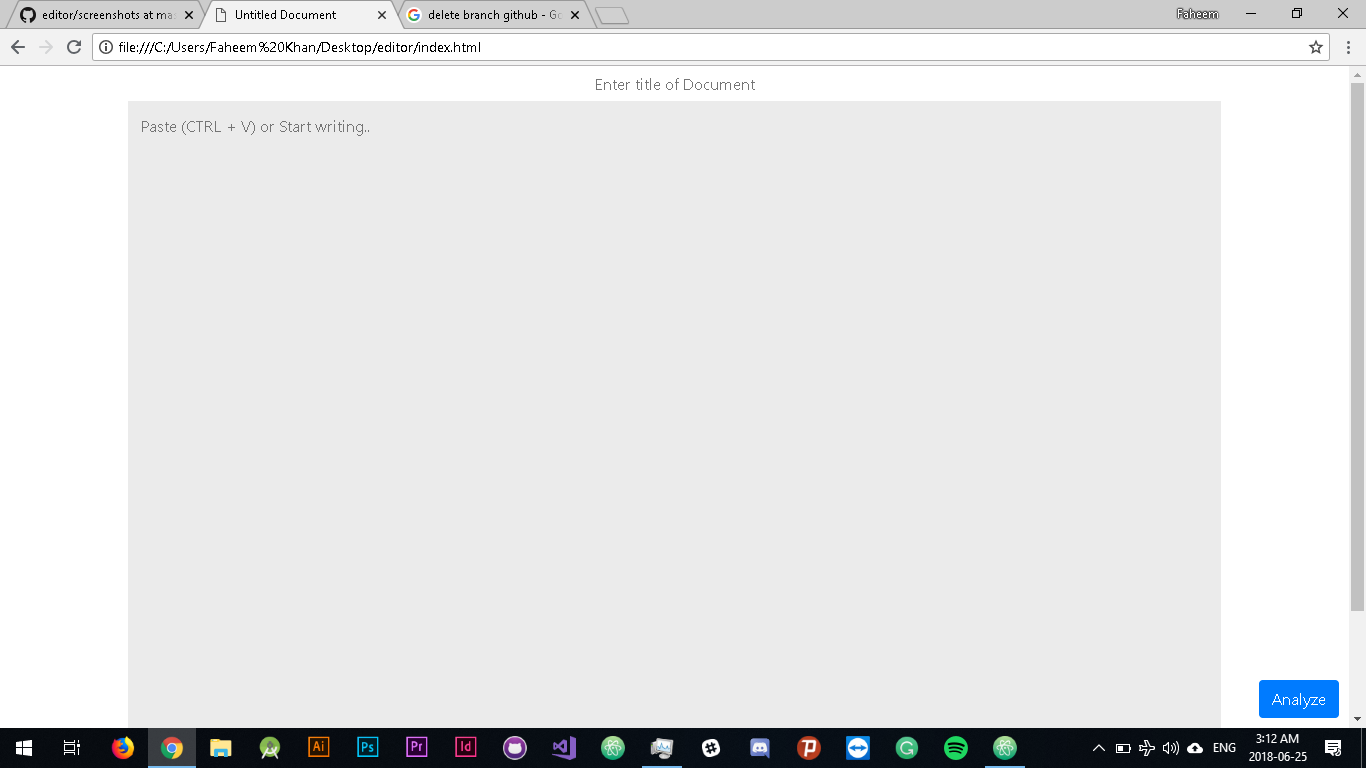 editor/screenshots at ma
Untitled Document
delete branch github - Go
Faheem
file:///C:/Users/Faheem%20Khan/Desktop/editor/index.html
Enter title of Document
Paste (CTRL + V) or Start writing..
Analyze
Ai
Ps
Pr
Id
ENG
3:12 AM
2018-06-25